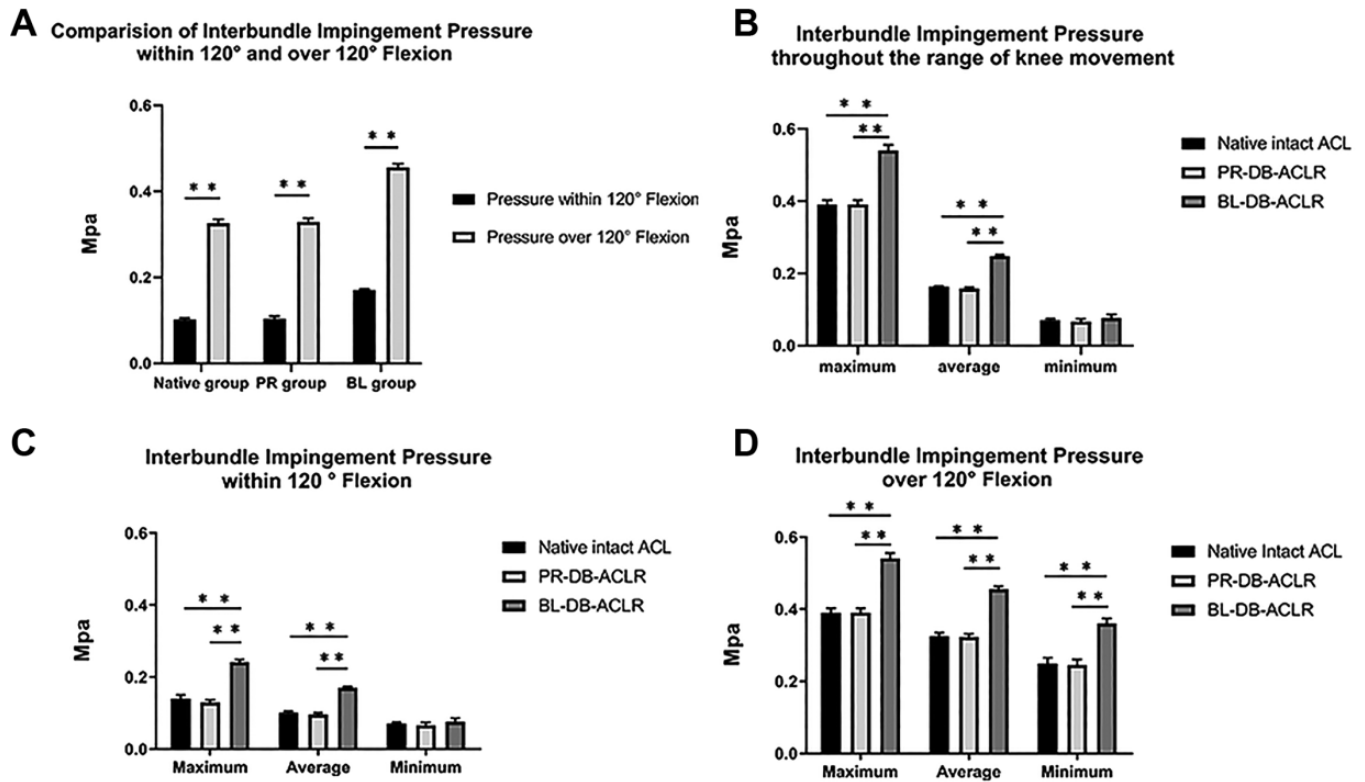 A
Comparision of Interbundle Impingement Pressure
within 120° and over 120° Flexion
Mpa
0.6
0.4
0.2
0.0
* *
* *
* *
Native group
PR group
BL group
Pressure within 120° Flexion
Pressure over 120° Flexion
B
Interbundle Impingement Pressure
throughout the range of knee movement
Mpa
0.6
0.4
0.2
0.0
* *
**
* *
* *
maximum
average
minimum
Native intact ACL
PR-DB-ACLR
BL-DB-ACLR
C
Interbundle Impingement Pressure
within 120 ° Flexion
Mpa
0.6
0.4
0.2
0.0
* *
* *
* *
* *
Maximum
Average
Minimum
Native intact ACL
PR-DB-ACLR
BL-DB-ACLR
D
Interbundle Impingement Pressure
over 120° Flexion
Mpa
0.6
0.4
0.2
0.0
* *
* *
* *
* *
* *
* *
Maximum
Average
Minimum
Native Intact ACL
PR-DB-ACLR
BL-DB-ACLR